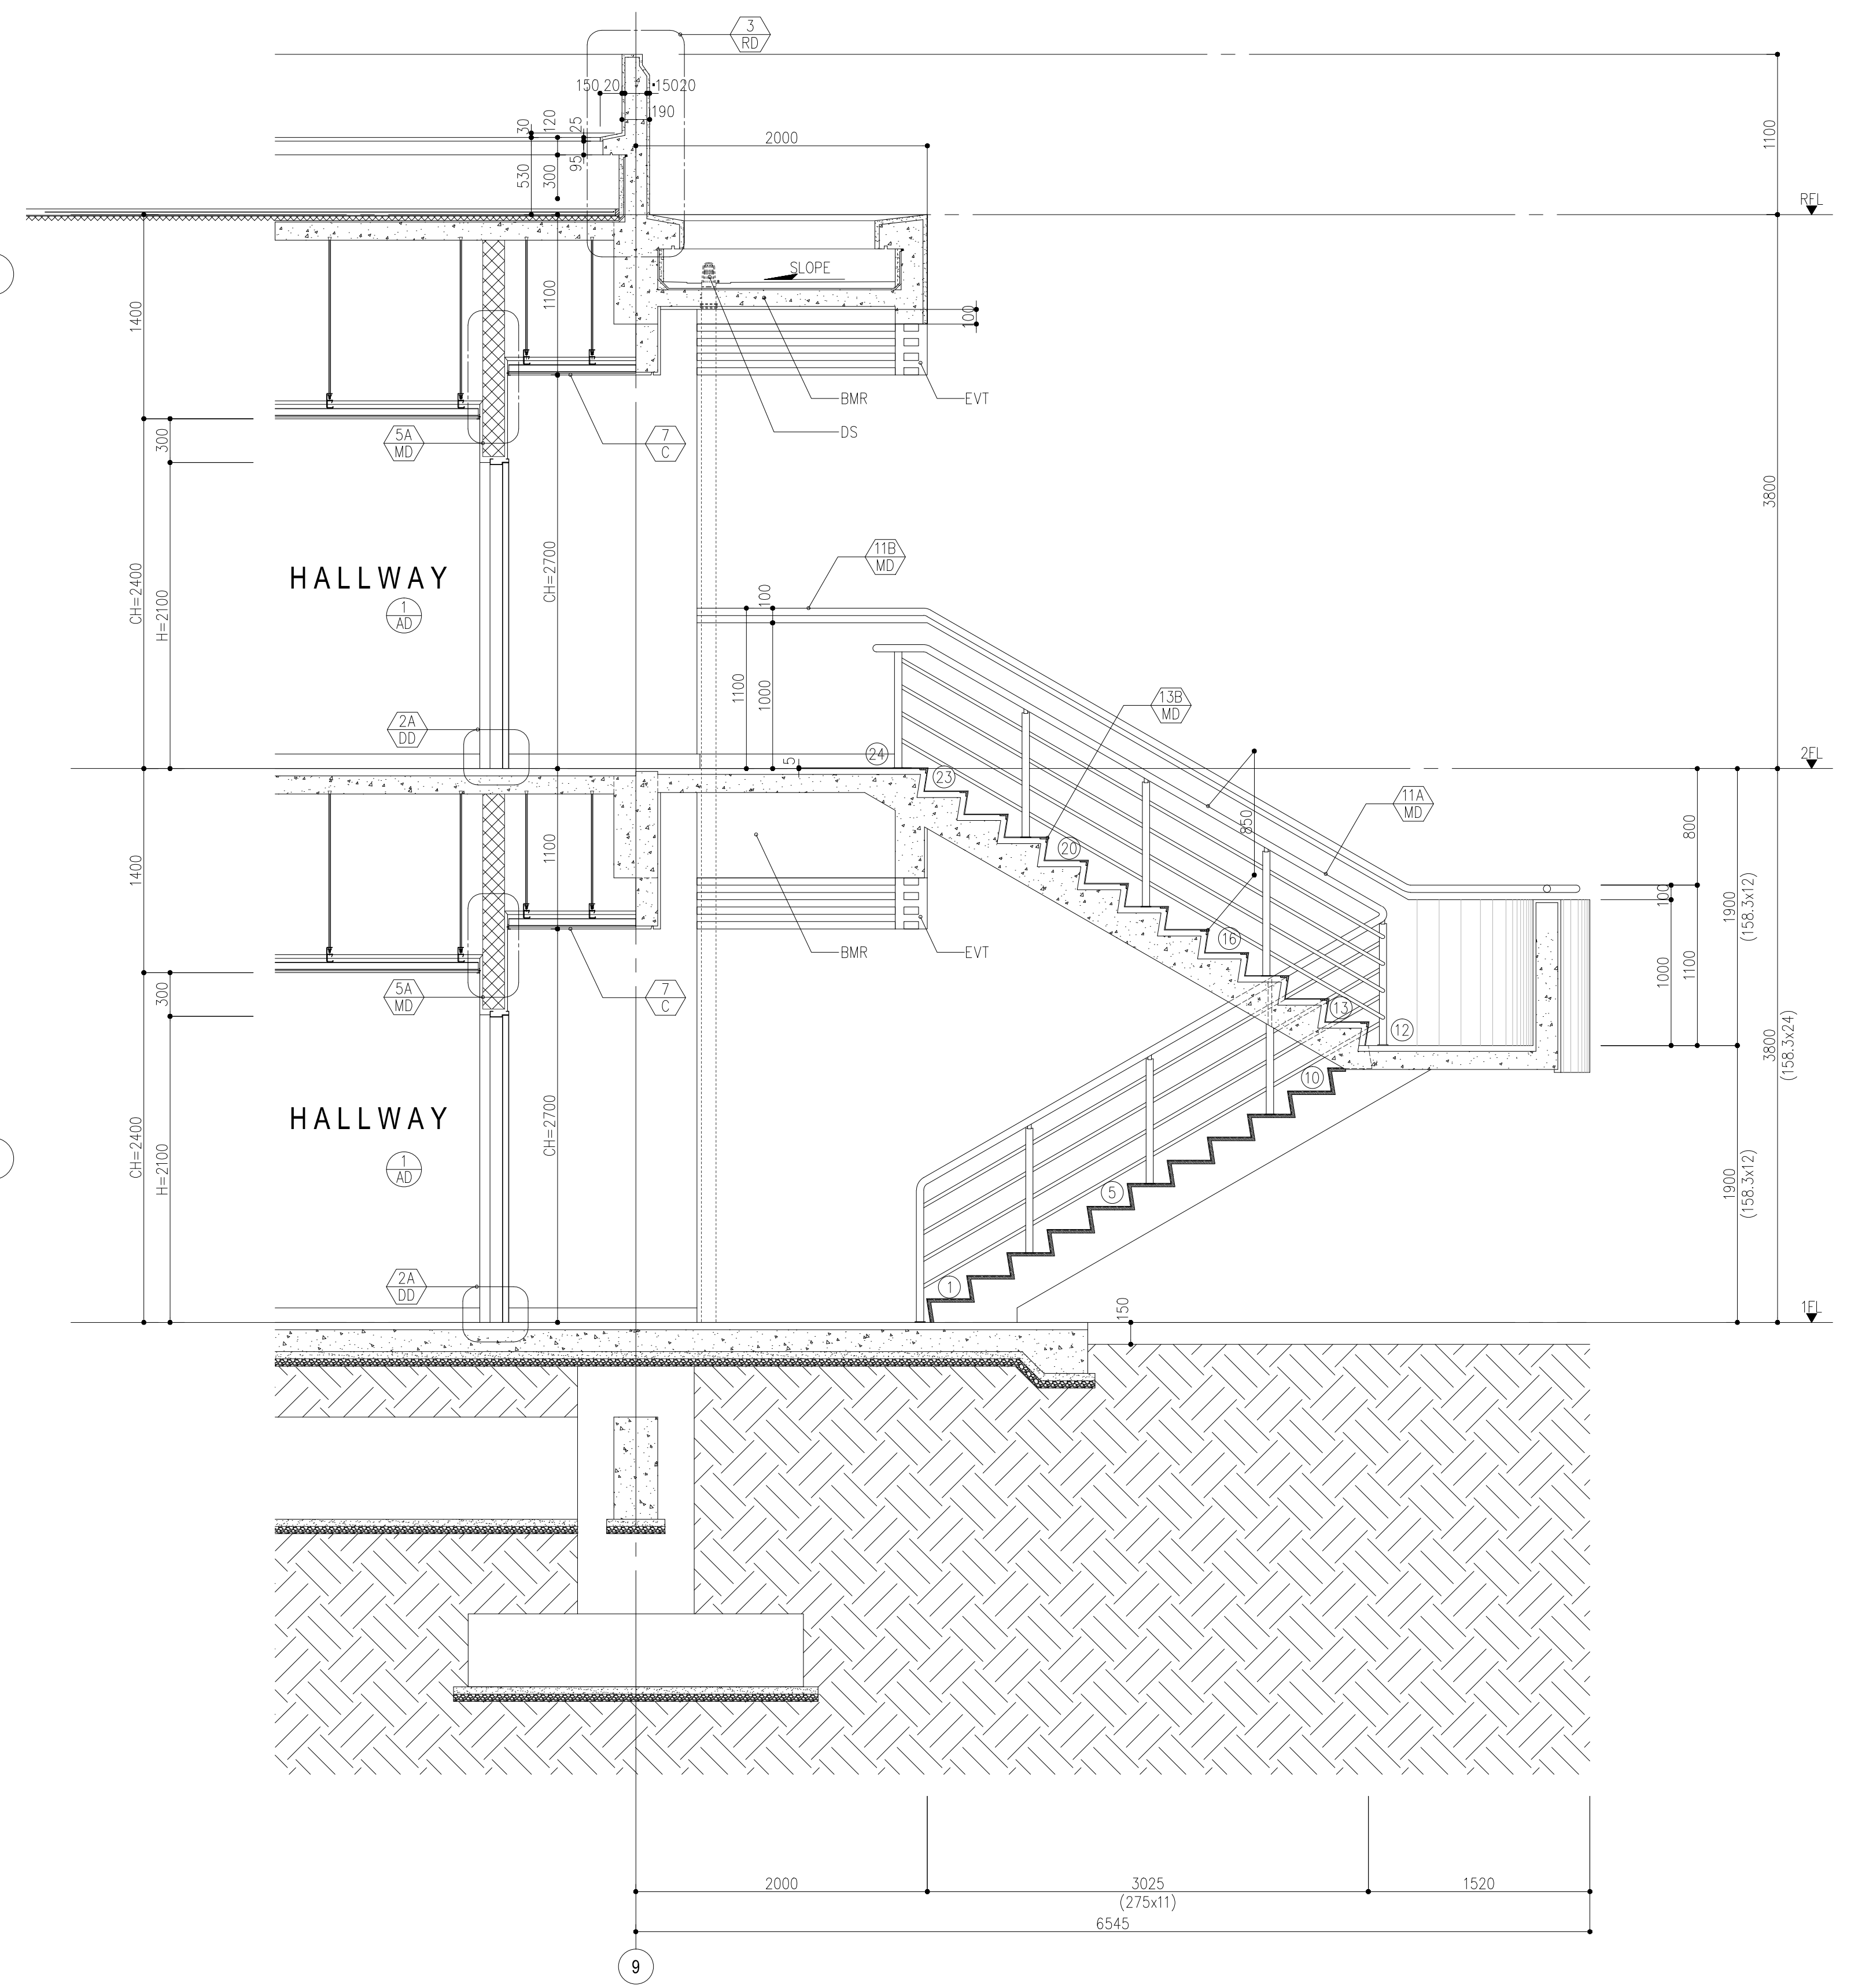 3
RD
150 20
15020
190
30
120
25
2000
1100
530
300
95
RFL
SLOPE
1400
1100
100
BMR
EVT
DS
300
5A
MD
7
C
3800
11B
MD
HALLWAY
1
AD
CH=2400
H=2100
CH=2700
100
1100
1000
13B
MD
2A
DD
24
5
2FL
23
11A
MD
850
20
800
1400
1100
16
100
1900
(158.3x12)
BMR
EVT
1000
1100
300
5A
MD
7
C
13
12
3800
(158.3x24)
10
HALLWAY
1
AD
CH=2400
H=2100
CH=2700
5
1900
(158.3x12)
2A
DD
1
150
1FL
2000
3025
1520
(275x11)
6545
9